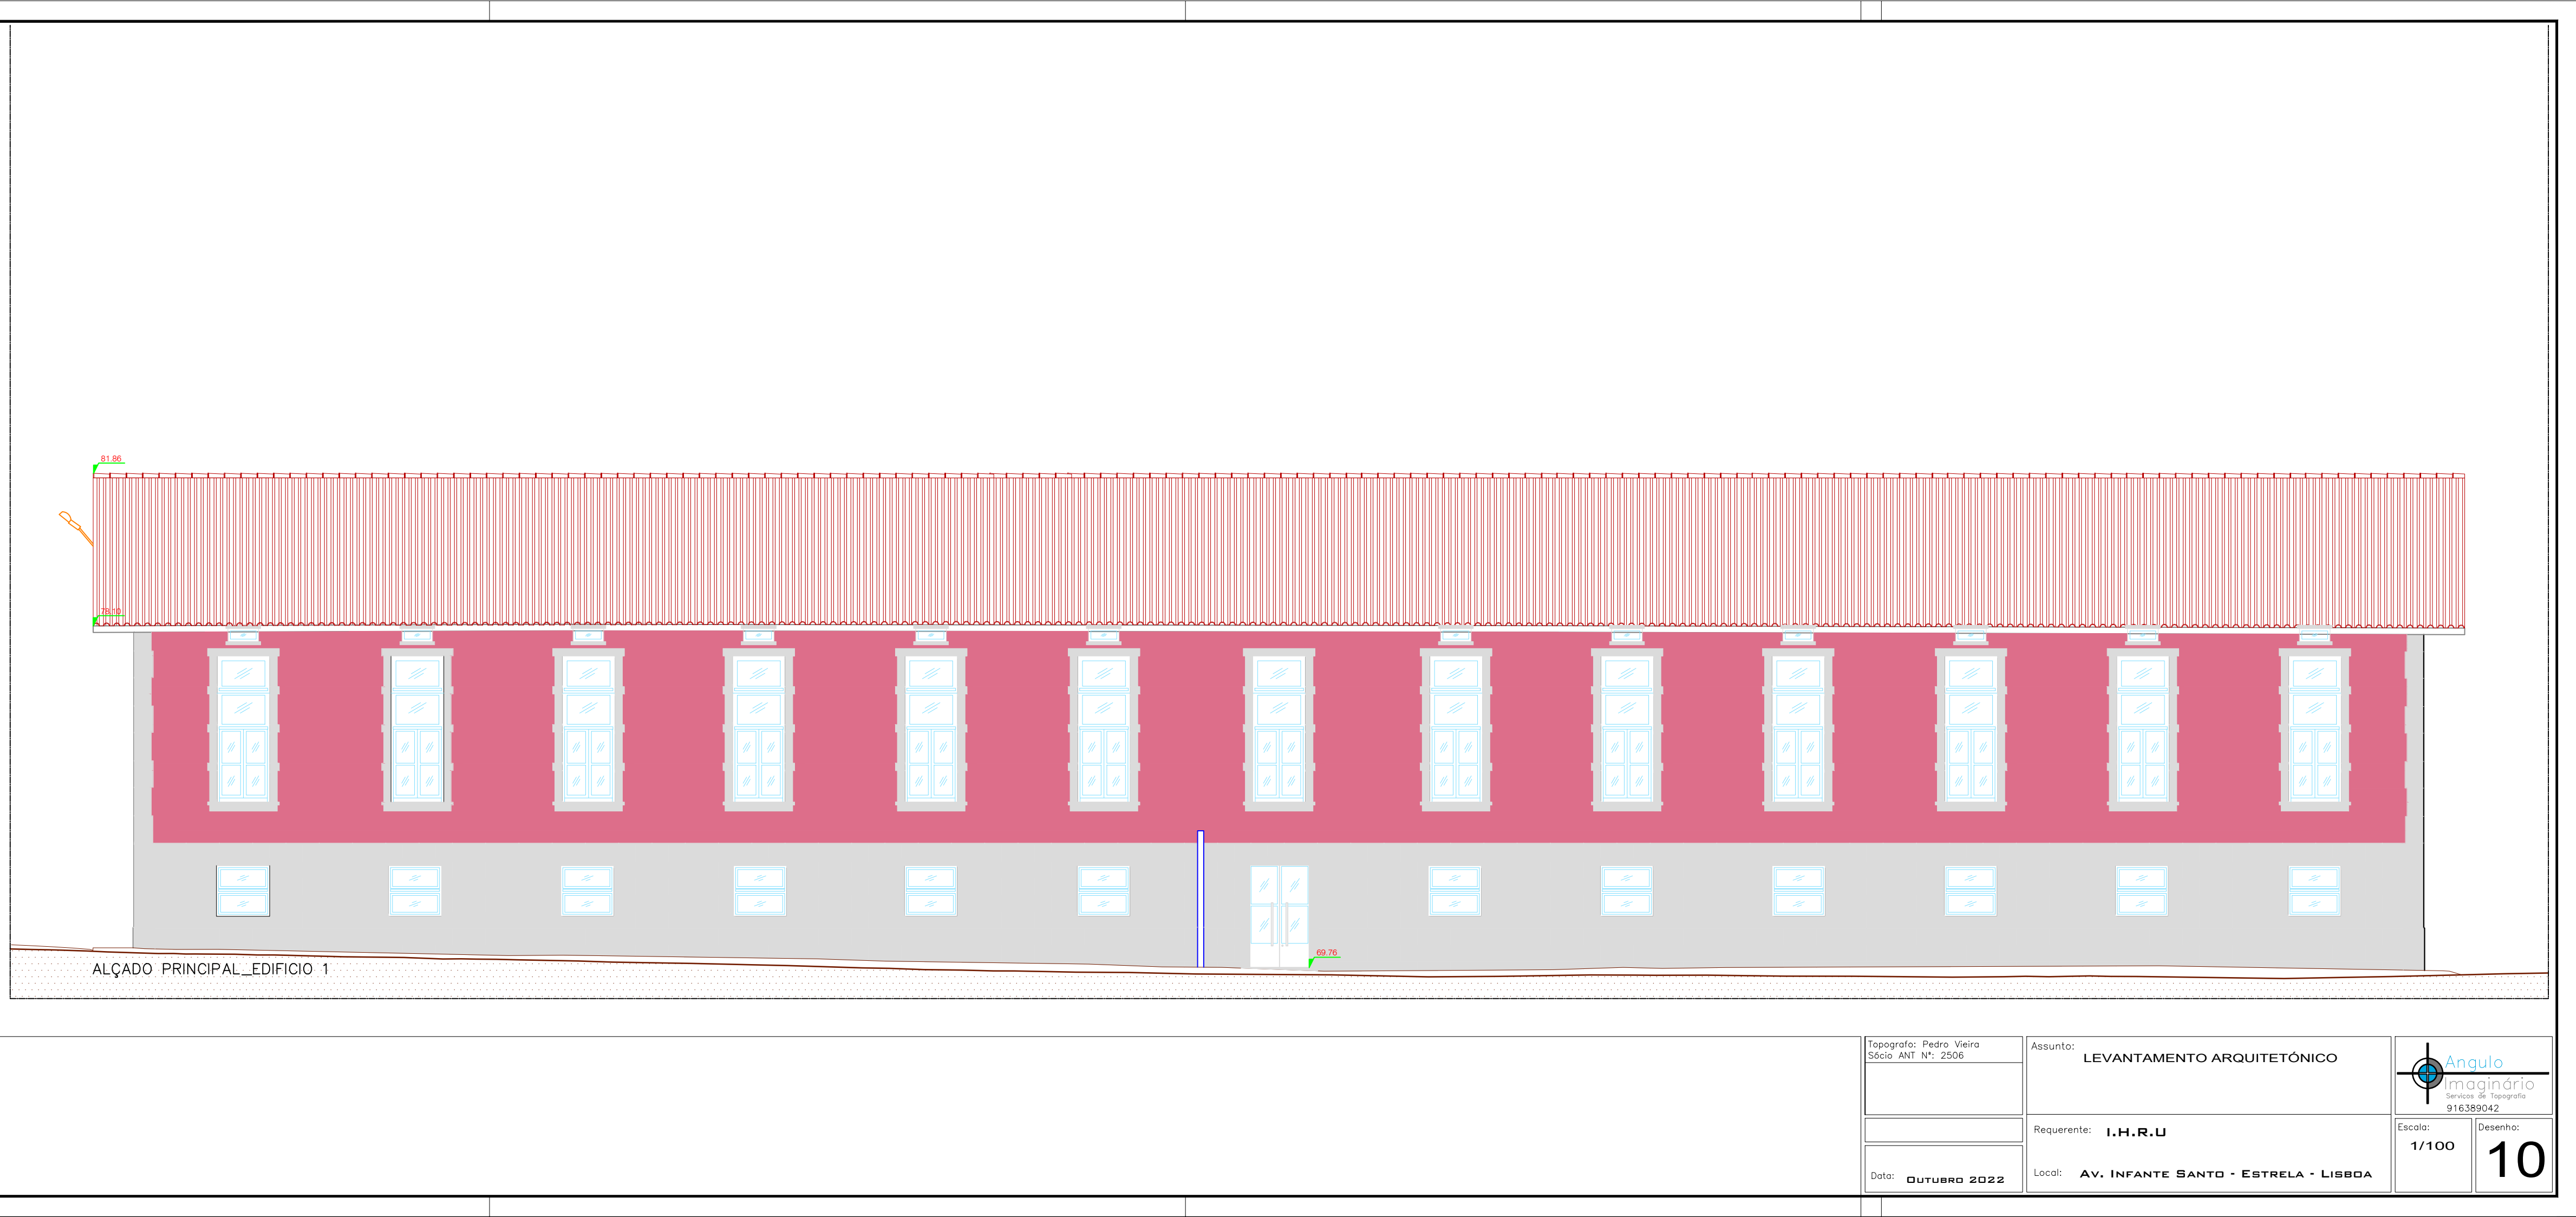 81.86
78.10
69.76
ALÇADO PRINCIPAL_EDIFICIO 1
Topografo: Pedro Vieira
Sócio ANT Nº: 2506
Data: OUTUBRO 2022
Assunto: LEVANTAMENTO ARQUITETÓNICO
Requerente: I.H.R.U
Local: AV. INFANTE SANTO - ESTRELA - LISBOA
Angulo
Imaginário
Serviços de Topografia
916389042
Escala:
1/100
Desenho:
10